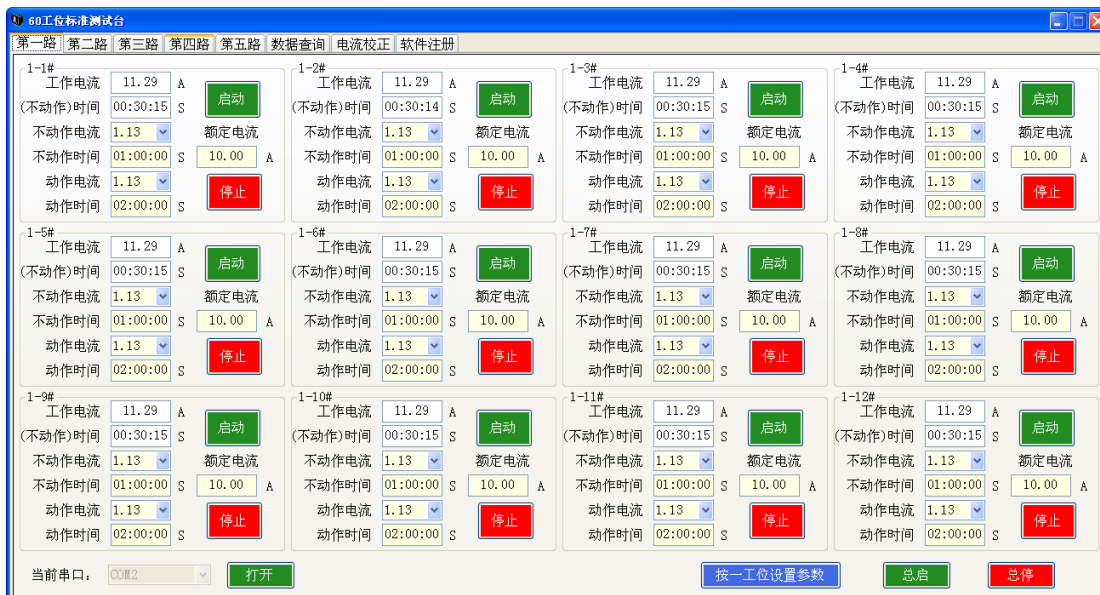 60工位标准测试台
第一路 第二路 第三路 第四路 第五路 数据查询 电流校正 软件注册
1-1# 1-2# 1-3# 1-4#
工作电流 11.29 A 启动 工作电流 11.29 A 启动 工作电流 11.29 A 启动 工作电流 11.29 A 启动
(不动作)时间 00:30:15 S (不动作)时间 00:30:14 S (不动作)时间 00:30:15 S (不动作)时间 00:30:15 S
不动作电流 1.13 额定电流 不动作电流 1.13 额定电流 不动作电流 1.13 额定电流 不动作电流 1.13 额定电流
不动作时间 01:00:00 S 10.00 A 不动作时间 01:00:00 S 10.00 A 不动作时间 01:00:00 S 10.00 A 不动作时间 01:00:00 S 10.00 A
动作电流 1.13 停止 动作电流 1.13 停止 动作电流 1.13 停止 动作电流 1.13 停止
动作时间 02:00:00 S 动作时间 02:00:00 S 动作时间 02:00:00 S 动作时间 02:00:00 S
1-5# 1-6# 1-7# 1-8#
工作电流 11.29 A 启动 工作电流 11.29 A 启动 工作电流 11.29 A 启动 工作电流 11.29 A 启动
(不动作)时间 00:30:15 S (不动作)时间 00:30:15 S (不动作)时间 00:30:15 S (不动作)时间 00:30:15 S
不动作电流 1.13 额定电流 不动作电流 1.13 额定电流 不动作电流 1.13 额定电流 不动作电流 1.13 额定电流
不动作时间 01:00:00 S 10.00 A 不动作时间 01:00:00 S 10.00 A 不动作时间 01:00:00 S 10.00 A 不动作时间 01:00:00 S 10.00 A
动作电流 1.13 停止 动作电流 1.13 停止 动作电流 1.13 停止 动作电流 1.13 停止
动作时间 02:00:00 S 动作时间 02:00:00 S 动作时间 02:00:00 S 动作时间 02:00:00 S
1-9# 1-10# 1-11# 1-12#
工作电流 11.29 A 启动 工作电流 11.29 A 启动 工作电流 11.29 A 启动 工作电流 11.29 A 启动
(不动作)时间 00:30:15 S (不动作)时间 00:30:15 S (不动作)时间 00:30:15 S (不动作)时间 00:30:15 S
不动作电流 1.13 额定电流 不动作电流 1.13 额定电流 不动作电流 1.13 额定电流 不动作电流 1.13 额定电流
不动作时间 01:00:00 S 10.00 A 不动作时间 01:00:00 S 10.00 A 不动作时间 01:00:00 S 10.00 A 不动作时间 01:00:00 S 10.00 A
动作电流 1.13 停止 动作电流 1.13 停止 动作电流 1.13 停止 动作电流 1.13 停止
动作时间 02:00:00 S 动作时间 02:00:00 S 动作时间 02:00:00 S 动作时间 02:00:00 S
当前串口: COM2 打开 按一工位设置参数 总启 总停